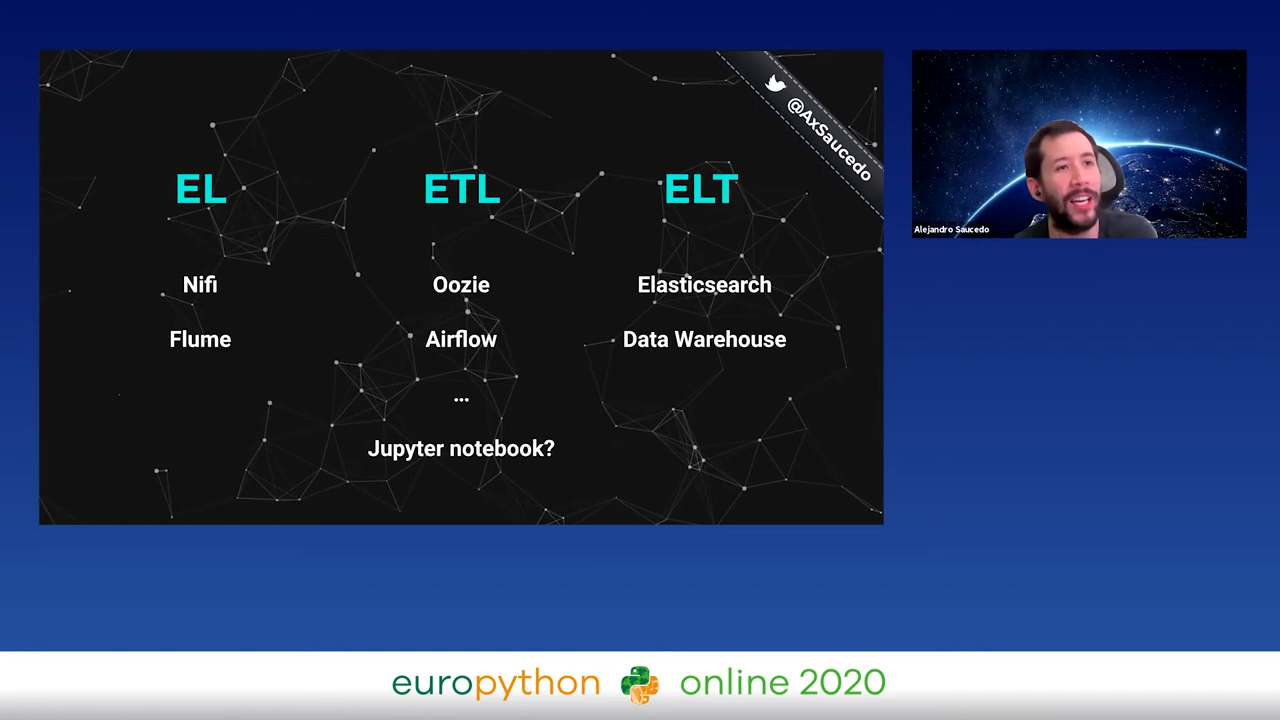 @AxSaucedo
EL
ETL
ELT
Nifi
Oozie
Elasticsearch
Flume
Airflow
Data Warehouse
...
Jupyter notebook?
Alejandro Saucedo
europython online 2020